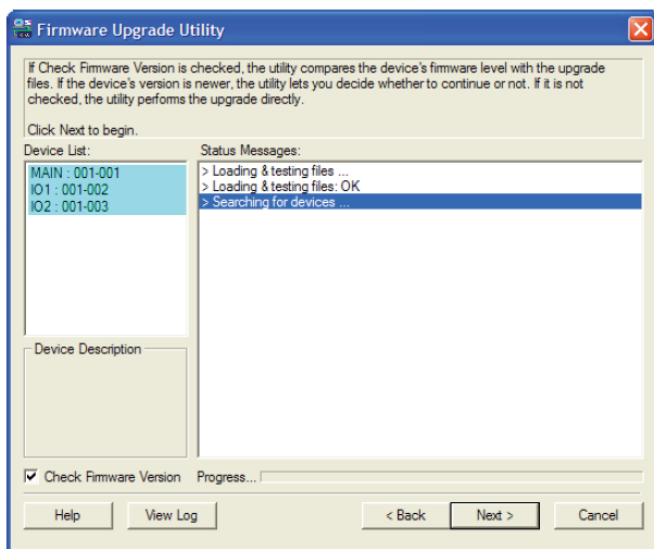 Firmware Upgrade Utility
If Check Firmware Version is checked, the utility compares the device's firmware level with the upgrade
files. If the device's version is newer, the utility lets you decide whether to continue or not. If it is not
checked, the utility performs the upgrade directly.
Click Next to begin.
Device List:
Status Messages:
MAIN : 001-001
IO1 : 001-002
IO2 : 001-003
> Loading & testing files ...
> Loading & testing files: OK
> Searching for devices ...
Device Description
Check Firmware Version
Progress...
Help
View Log
< Back
Next >
Cancel